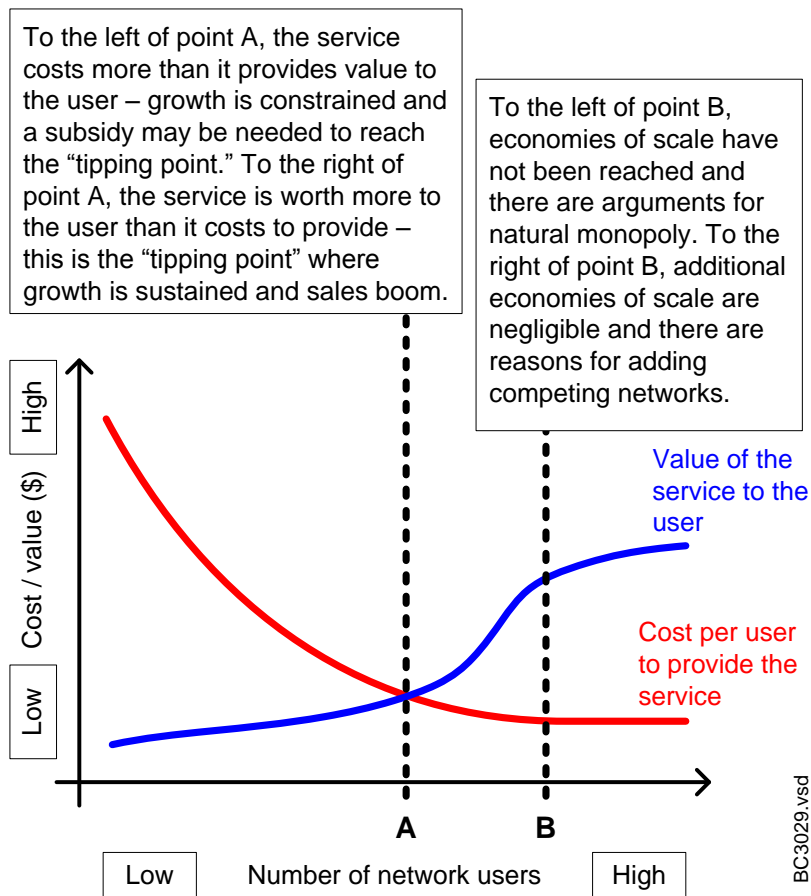 To the left of point A, the service
costs more than it provides value to
the user – growth is constrained and
a subsidy may be needed to reach
the “tipping point.” To the right of
point A, the service is worth more to
the user than it costs to provide –
this is the “tipping point” where
growth is sustained and sales boom.
To the left of point B,
economies of scale have
not been reached and
there are arguments for
natural monopoly. To the
right of point B, additional
economies of scale are
negligible and there are
reasons for adding
competing networks.
High
Cost / value ($)
Low
Value of the
service to the
user
Cost per user
to provide the
service
A
B
Low
Number of network users
High
BC3029.vsd